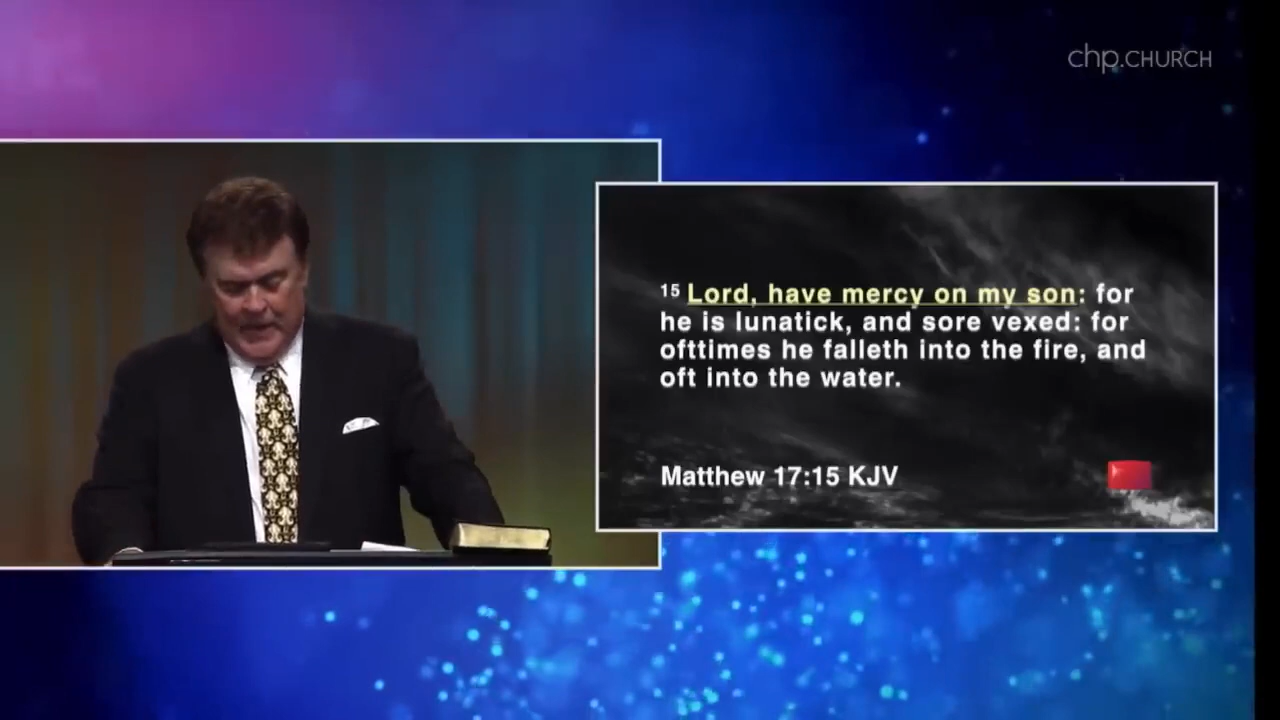 chp.CHURCH
15 Lord, have mercy on my son: for
he is lunatick, and sore vexed: for
ofttimes he falleth into the fire, and
oft into the water.
Matthew 17:15 KJV